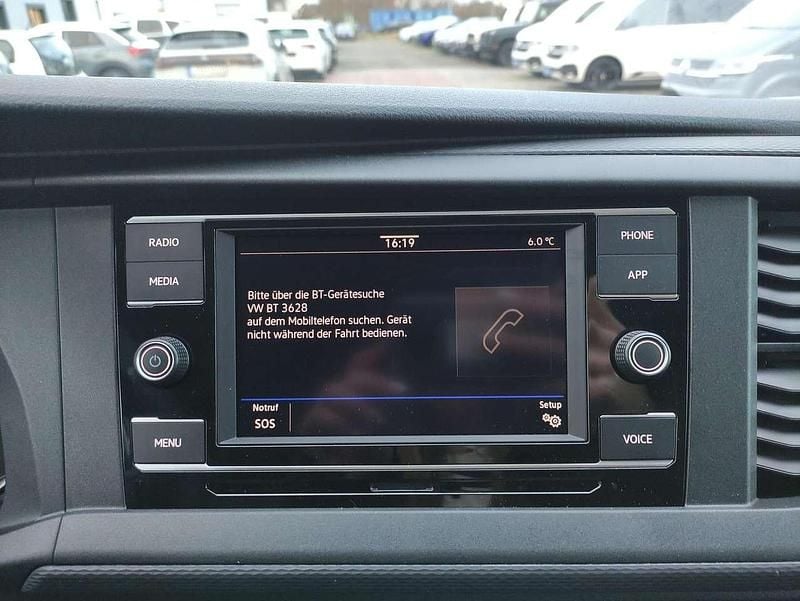 16:19
6.0 °C
RADIO
MEDIA
PHONE
APP
Bitte über die BT-Gerätesuche
VW BT 3628
auf dem Mobiltelefon suchen. Gerät
nicht während der Fahrt bedienen.
Notruf
SOS
Setup
MENU
VOICE